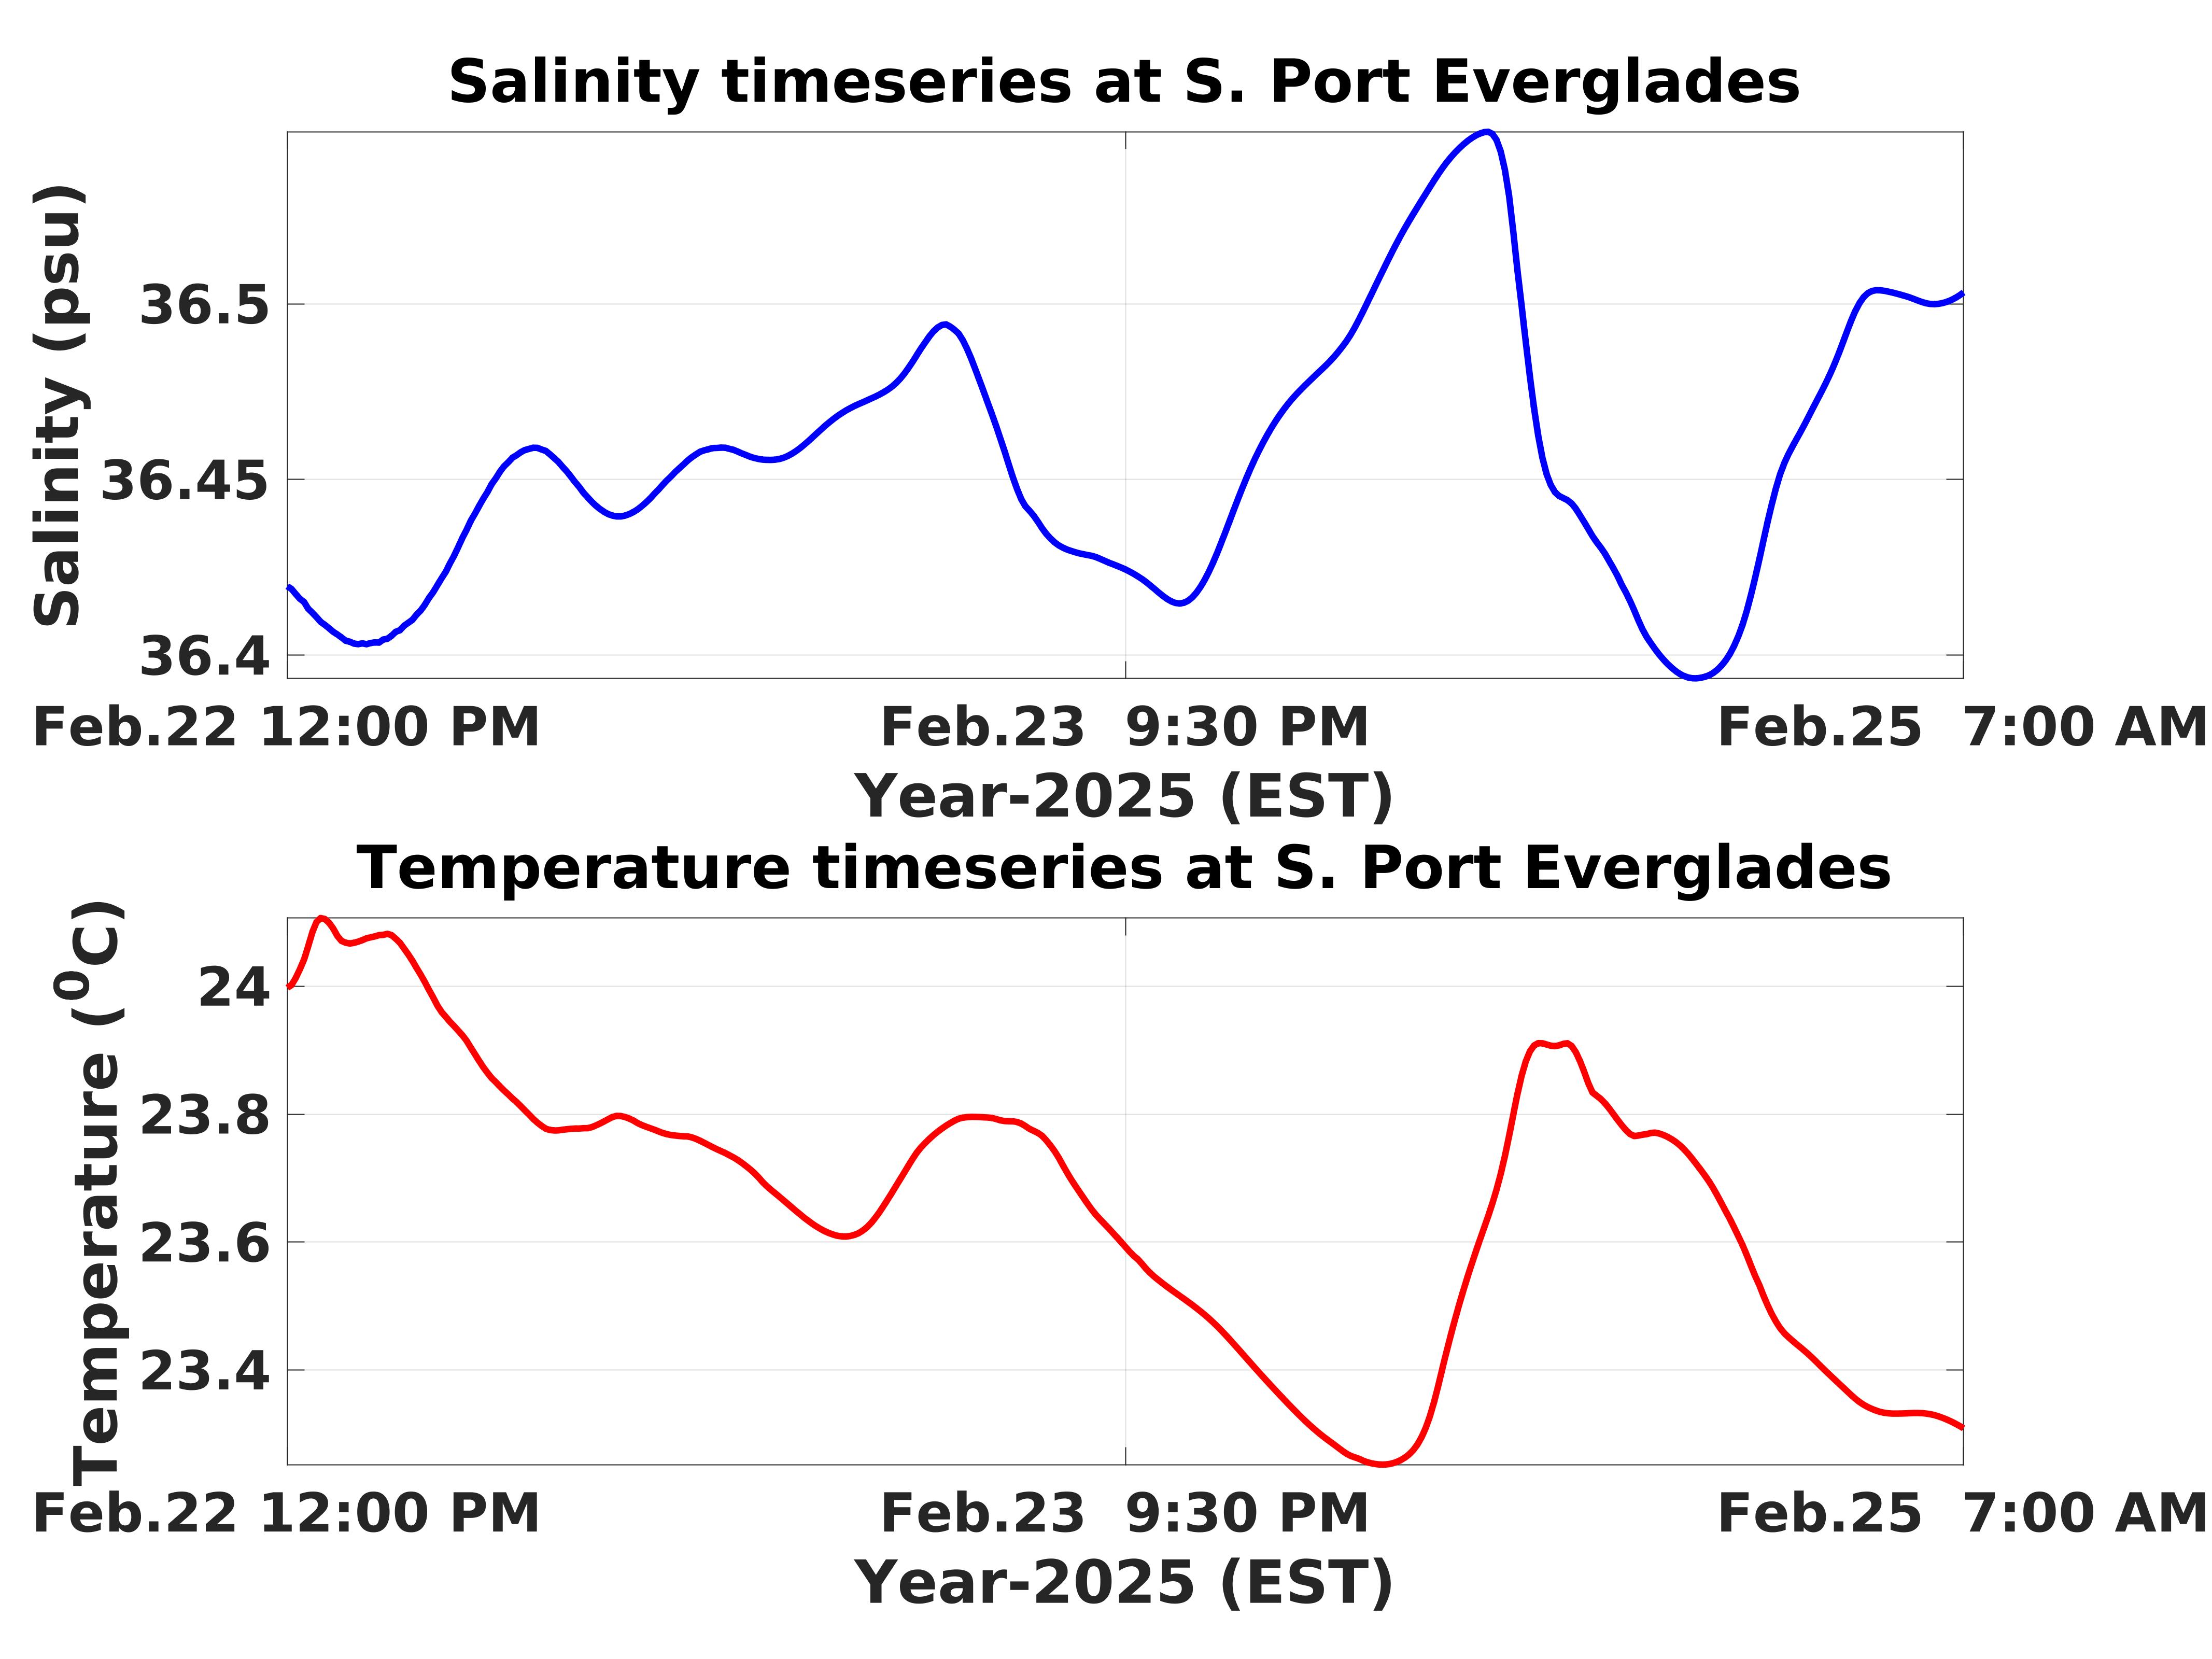 Salinity timeseries at S. Port Everglades
Salinity (psu)
36.5
36.45
36.4
Feb.22 12:00 PM Feb.23  9:30 PM Feb.25  7:00 AM
Year-2025 (EST)
Temperature timeseries at S. Port Everglades
Temperature (⁰C)
24
23.8
23.6
23.4
Feb.22 12:00 PM Feb.23  9:30 PM Feb.25  7:00 AM
Year-2025 (EST)